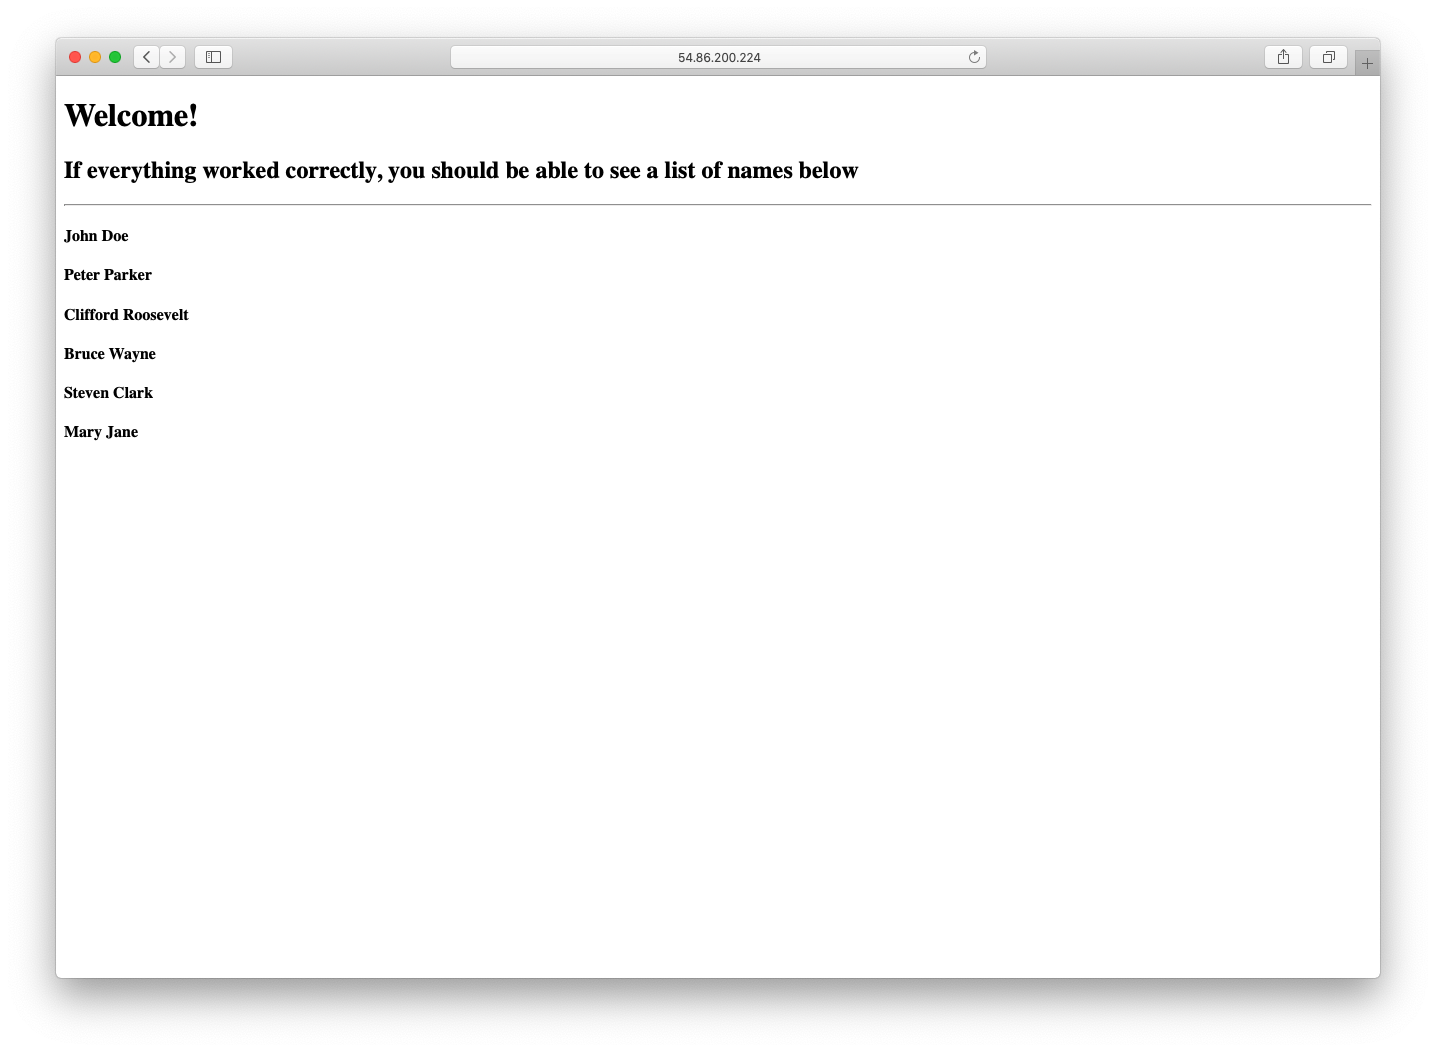 54.86.200.224
Welcome!
If everything worked correctly, you should be able to see a list of names below
John Doe
Peter Parker
Clifford Roosevelt
Bruce Wayne
Steven Clark
Mary Jane